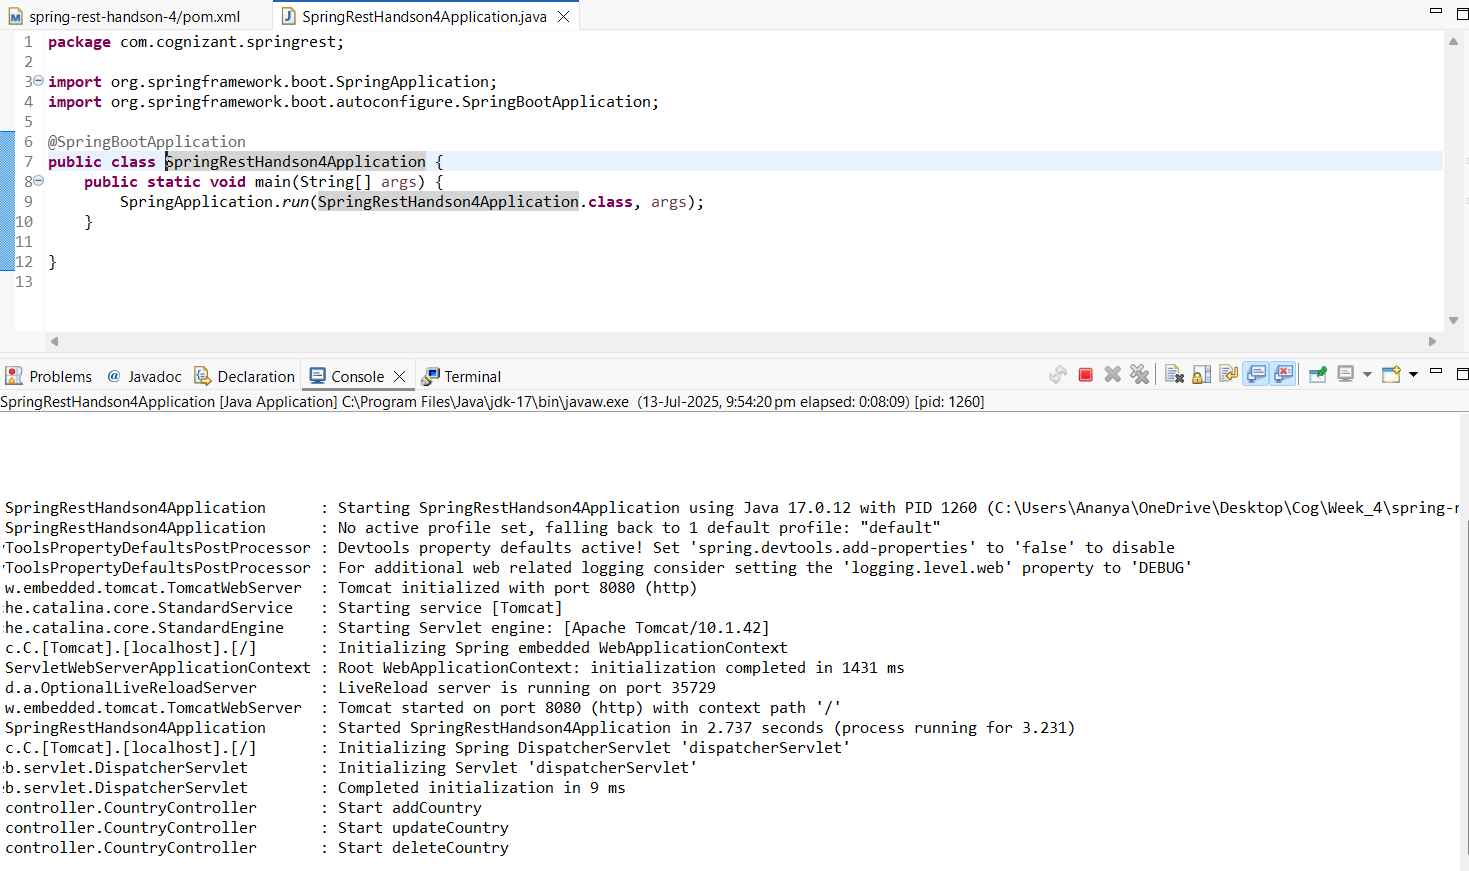 spring-rest-handson-4/pom.xml SpringRestHandson4Application.java
1 package com.cognizant.springrest;
2
3 import org.springframework.boot.SpringApplication;
4 import org.springframework.boot.autoconfigure.SpringBootApplication;
5
6 @SpringBootApplication
7 public class SpringRestHandson4Application {
8 public static void main(String[] args) {
9 SpringApplication.run(SpringRestHandson4Application.class, args);
10 }
11
12 }
13
Problems @ Javadoc Declaration Console Terminal
SpringRestHandson4Application [Java Application] C:\Program Files\Java\jdk-17\bin\javaw.exe (13-Jul-2025, 9:54:20 pm elapsed: 0:08:09) [pid: 1260]
SpringRestHandson4Application : Starting SpringRestHandson4Application using Java 17.0.12 with PID 1260 (C:\Users\Ananya\OneDrive\Desktop\Cog\Week_4\spring-r
SpringRestHandson4Application : No active profile set, falling back to 1 default profile: "default"
ToolsPropertyDefaultsPostProcessor : Devtools property defaults active! Set 'spring.devtools.add-properties' to 'false' to disable
ToolsPropertyDefaultsPostProcessor : For additional web related logging consider setting the 'logging.level.web' property to 'DEBUG'
w.embedded.tomcat.TomcatWebServer : Tomcat initialized with port 8080 (http)
he.catalina.core.StandardService : Starting service [Tomcat]
he.catalina.core.StandardEngine : Starting Servlet engine: [Apache Tomcat/10.1.42]
c.C.[Tomcat].[localhost].[/] : Initializing Spring embedded WebApplicationContext
ServletWebServerApplicationContext : Root WebApplicationContext: initialization completed in 1431 ms
d.a.OptionalLiveReloadServer : LiveReload server is running on port 35729
w.embedded.tomcat.TomcatWebServer : Tomcat started on port 8080 (http) with context path '/'
SpringRestHandson4Application : Started SpringRestHandson4Application in 2.737 seconds (process running for 3.231)
c.C.[Tomcat].[localhost].[/] : Initializing Spring DispatcherServlet 'dispatcherServlet'
b.servlet.DispatcherServlet : Initializing Servlet 'dispatcherServlet'
b.servlet.DispatcherServlet : Completed initialization in 9 ms
controller.CountryController : Start addCountry
controller.CountryController : Start updateCountry
controller.CountryController : Start deleteCountry